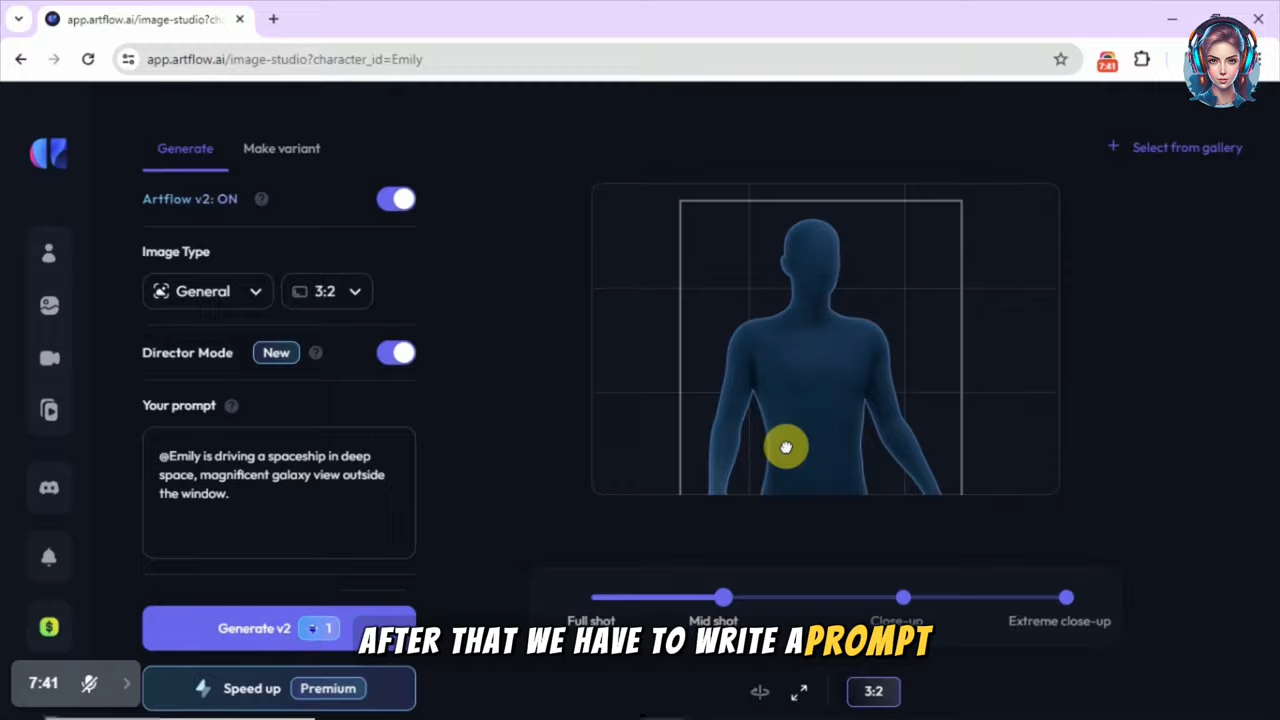 app.artflow.ai/image-studio?ch
app.artflow.ai/image-studio?character_id=Emily
7:41
Generate
Make variant
+ Select from gallery
Artflow v2: ON
Image Type
General
3:2
Director Mode
New
Your prompt
@Emily is driving a spaceship in deep
space, magnificent galaxy view outside
the window.
Full shot
Mid shot
Close-up
Extreme close-up
Generate v2
1
AFTER THAT WE HAVE TO WRITE A PROMPT
7:41
Speed up
Premium
3:2